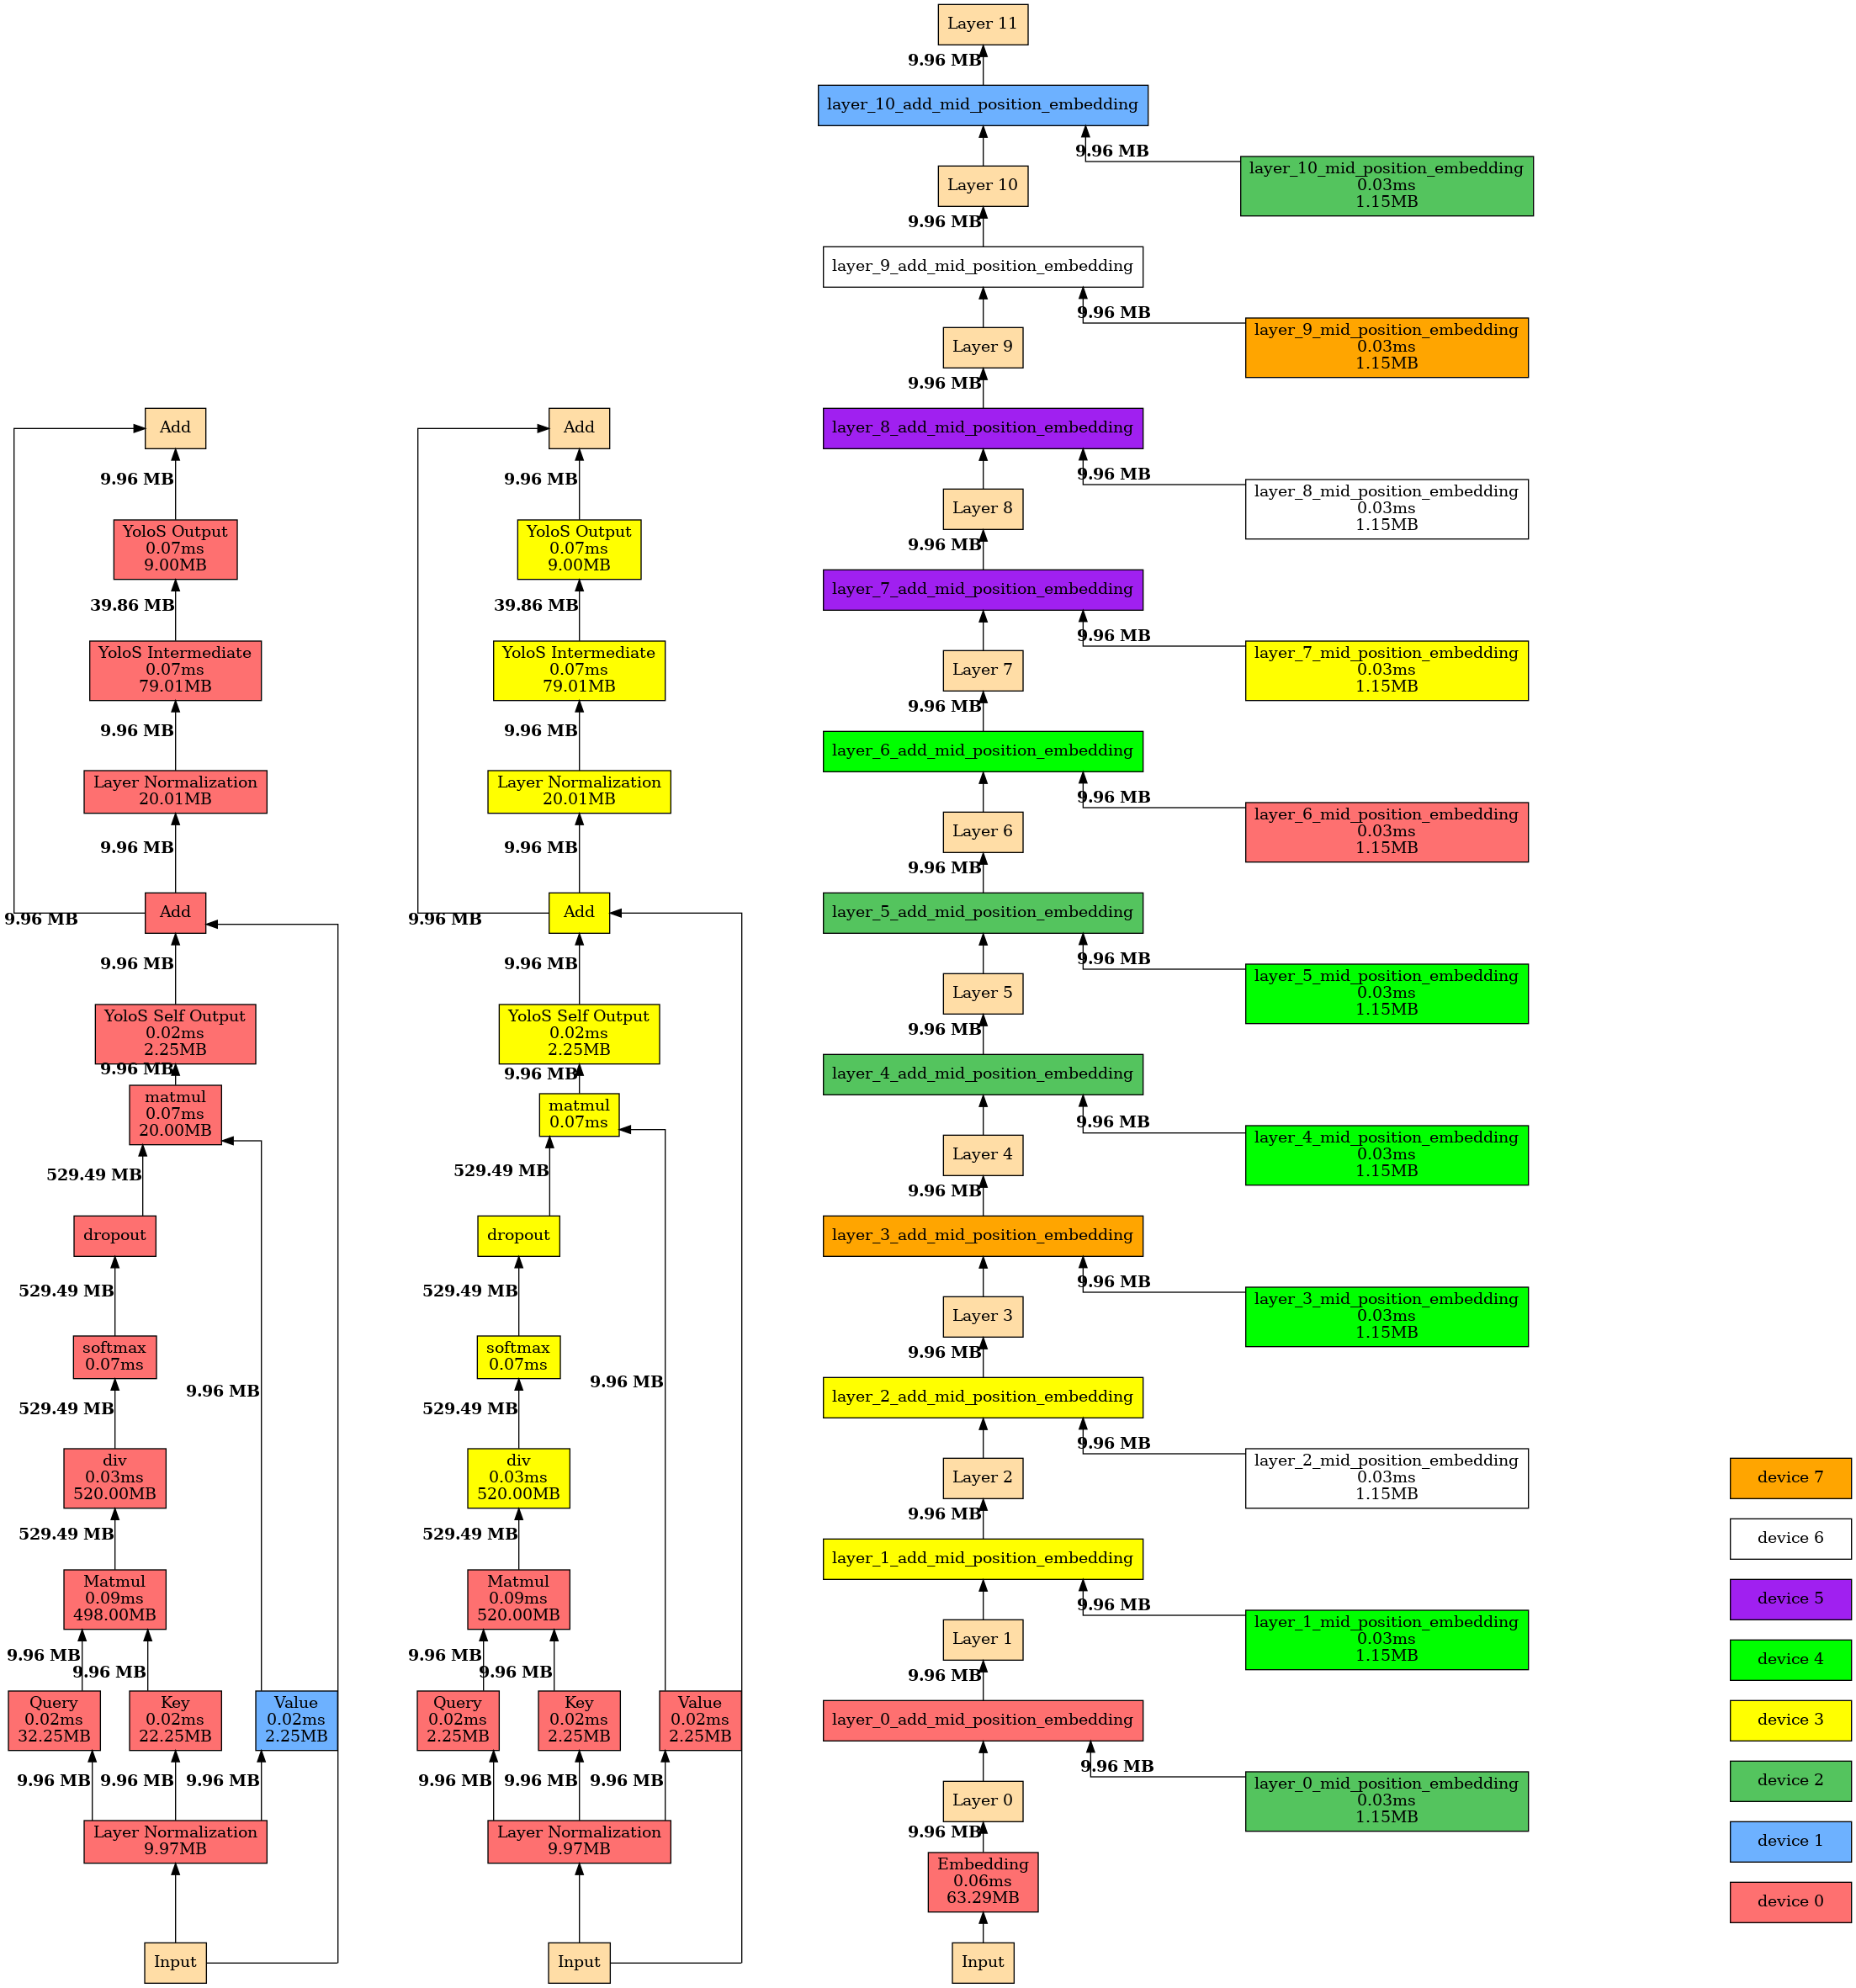 Add
9.96 MB
YoloS Output
0.07ms
9.00MB
39.86 MB
YoloS Intermediate
0.07ms
79.01MB
9.96 MB
Layer Normalization
20.01MB
9.96 MB
Add
9.96 MB
9.96 MB
YoloS Self Output
0.02ms
2.25MB
9.96 MB
matmul
0.07ms
20.00MB
529.49 MB
dropout
529.49 MB
softmax
0.07ms
9.96 MB
529.49 MB
div
0.03ms
520.00MB
529.49 MB
Matmul
0.09ms
498.00MB
9.96 MB
9.96 MB
Query
0.02ms
32.25MB
Key
0.02ms
22.25MB
Value
0.02ms
2.25MB
9.96 MB
9.96 MB
9.96 MB
Layer Normalization
9.97MB
Input
Add
9.96 MB
YoloS Output
0.07ms
9.00MB
39.86 MB
YoloS Intermediate
0.07ms
79.01MB
9.96 MB
Layer Normalization
20.01MB
9.96 MB
Add
9.96 MB
9.96 MB
YoloS Self Output
0.02ms
2.25MB
9.96 MB
matmul
0.07ms
529.49 MB
dropout
529.49 MB
softmax
0.07ms
9.96 MB
529.49 MB
div
0.03ms
520.00MB
529.49 MB
Matmul
0.09ms
520.00MB
9.96 MB
9.96 MB
Query
0.02ms
2.25MB
Key
0.02ms
2.25MB
Value
0.02ms
2.25MB
9.96 MB
9.96 MB
9.96 MB
Layer Normalization
9.97MB
Input
Layer 11
9.96 MB
layer_10_add_mid_position_embedding
9.96 MB
layer_10_mid_position_embedding
0.03ms
1.15MB
Layer 10
9.96 MB
layer_9_add_mid_position_embedding
9.96 MB
layer_9_mid_position_embedding
0.03ms
1.15MB
Layer 9
9.96 MB
layer_8_add_mid_position_embedding
9.96 MB
layer_8_mid_position_embedding
0.03ms
1.15MB
Layer 8
9.96 MB
layer_7_add_mid_position_embedding
9.96 MB
layer_7_mid_position_embedding
0.03ms
1.15MB
Layer 7
9.96 MB
layer_6_add_mid_position_embedding
9.96 MB
layer_6_mid_position_embedding
0.03ms
1.15MB
Layer 6
9.96 MB
layer_5_add_mid_position_embedding
9.96 MB
layer_5_mid_position_embedding
0.03ms
1.15MB
Layer 5
9.96 MB
layer_4_add_mid_position_embedding
9.96 MB
layer_4_mid_position_embedding
0.03ms
1.15MB
Layer 4
9.96 MB
layer_3_add_mid_position_embedding
9.96 MB
layer_3_mid_position_embedding
0.03ms
1.15MB
Layer 3
9.96 MB
layer_2_add_mid_position_embedding
9.96 MB
layer_2_mid_position_embedding
0.03ms
1.15MB
Layer 2
9.96 MB
layer_1_add_mid_position_embedding
9.96 MB
layer_1_mid_position_embedding
0.03ms
1.15MB
Layer 1
9.96 MB
layer_0_add_mid_position_embedding
9.96 MB
layer_0_mid_position_embedding
0.03ms
1.15MB
Layer 0
9.96 MB
Embedding
0.06ms
63.29MB
Input
device 7
device 6
device 5
device 4
device 3
device 2
device 1
device 0